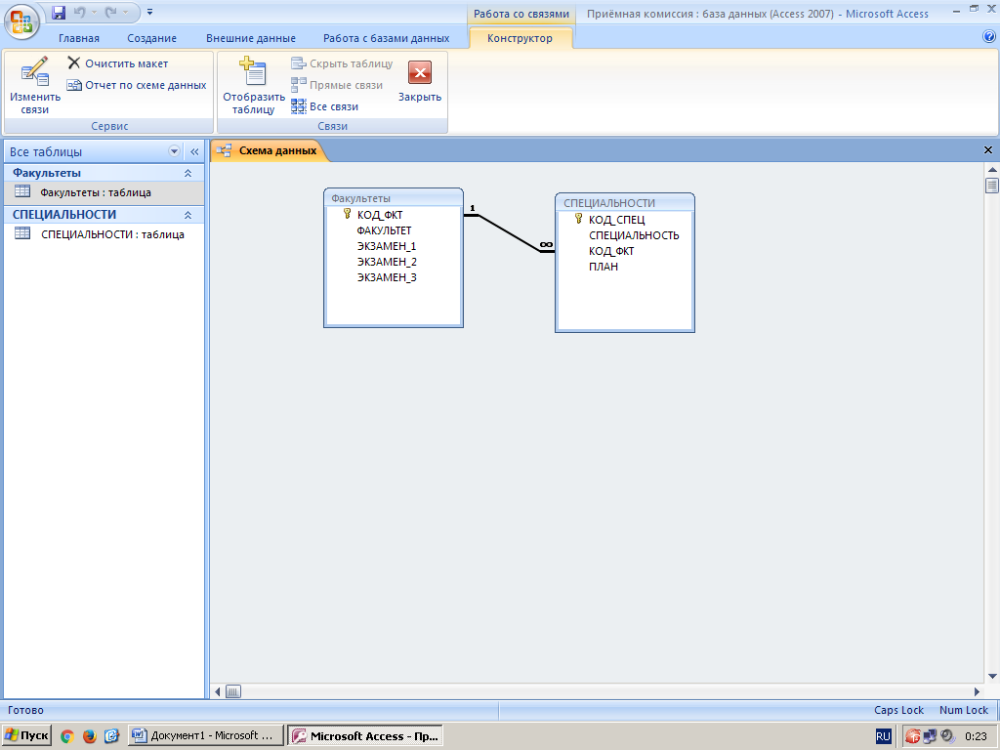 Работа со связями
Приёмная комиссия : база данных (Access 2007) - Microsoft Access
Главная Создание Внешние данные Работа с базами данных Конструктор
Изменить связи
Очистить макет
Отчет по схеме данных
Сервис
Отобразить таблицу
Скрыть таблицу
Прямые связи
Все связи
Закрыть
Связи
Все таблицы
«
Факультеты
Факультеты : таблица
СПЕЦИАЛЬНОСТИ
СПЕЦИАЛЬНОСТИ : таблица
Схема данных
Факультеты
КОД_ФКТ
ФАКУЛЬТЕТ
ЭКЗАМЕН_1
ЭКЗАМЕН_2
ЭКЗАМЕН_3
1
∞
СПЕЦИАЛЬНОСТИ
КОД_СПЕЦ
СПЕЦИАЛЬНОСТЬ
КОД_ФКТ
ПЛАН
Готово
Caps Lock Num Lock
Пуск
Документ1 - Microsoft ...
Microsoft Access - Пр...
RU
0:23